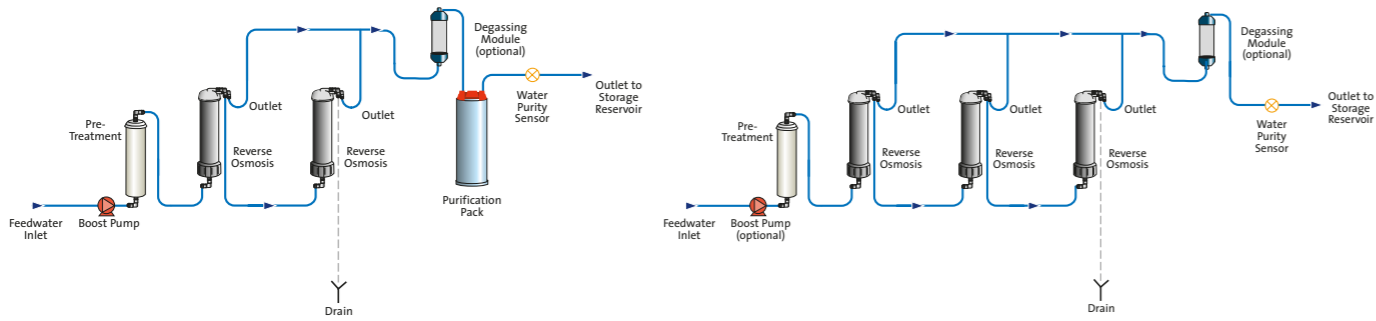 Degassing
Module
(optional)
Outlet
Outlet
Pre-
Treatment
Reverse
Osmosis
Reverse
Osmosis
Water
Purity
Sensor
Outlet to
Storage
Reservoir
Purification
Pack
Feedwater
Inlet
Boost Pump
Drain
Degassing
Module
(optional)
Outlet
Outlet
Outlet
Pre-
Treatment
Reverse
Osmosis
Reverse
Osmosis
Reverse
Osmosis
Water
Purity
Sensor
Outlet to
Storage
Reservoir
Feedwater
Inlet
Boost Pump
(optional)
Drain